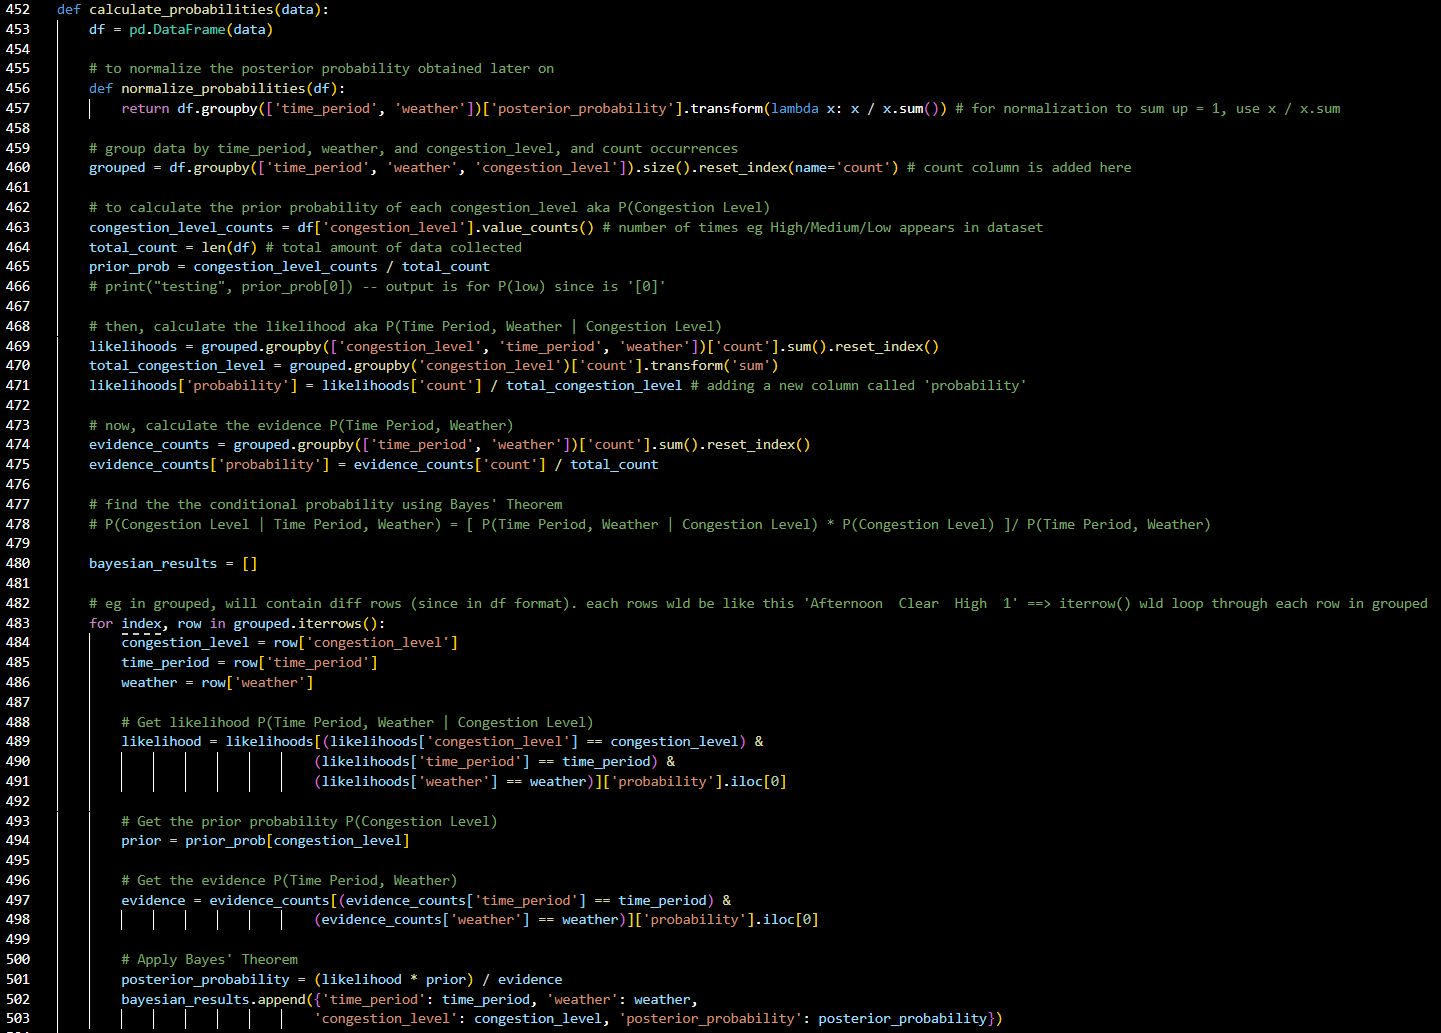 452 def calculate_probabilities(data):
453     df = pd.DataFrame(data)
454
455     # to normalize the posterior probability obtained later on
456     def normalize_probabilities(df):
457         return df.groupby(['time_period', 'weather'])['posterior_probability'].transform(lambda x: x / x.sum()) # for normalization to sum up = 1, use x / x.sum
458
459     # group data by time_period, weather, and congestion_level, and count occurrences
460     grouped = df.groupby(['time_period', 'weather', 'congestion_level']).size().reset_index(name='count') # count column is added here
461
462     # to calculate the prior probability of each congestion_level aka P(Congestion Level)
463     congestion_level_counts = df['congestion_level'].value_counts() # number of times eg High/Medium/Low appears in dataset
464     total_count = len(df) # total amount of data collected
465     prior_prob = congestion_level_counts / total_count
466     # print("testing", prior_prob[0]) -- output is for P(low) since is '[0]'
467
468     # then, calculate the likelihood aka P(Time Period, Weather | Congestion Level)
469     likelihoods = grouped.groupby(['congestion_level', 'time_period', 'weather'])['count'].sum().reset_index()
470     total_congestion_level = grouped.groupby('congestion_level')['count'].transform('sum')
471     likelihoods['probability'] = likelihoods['count'] / total_congestion_level # adding a new column called 'probability'
472
473     # now, calculate the evidence P(Time Period, Weather)
474     evidence_counts = grouped.groupby(['time_period', 'weather'])['count'].sum().reset_index()
475     evidence_counts['probability'] = evidence_counts['count'] / total_count
476
477     # find the the conditional probability using Bayes' Theorem
478     # P(Congestion Level | Time Period, Weather) = [ P(Time Period, Weather | Congestion Level) * P(Congestion Level) ]/ P(Time Period, Weather)
479
480     bayesian_results = []
481
482     # eg in grouped, will contain diff rows (since in df format). each rows wld be like this 'Afternoon  Clear  High  1' ==> iterrow() wld loop through each row in grouped
483     for index, row in grouped.iterrows():
484         congestion_level = row['congestion_level']
485         time_period = row['time_period']
486         weather = row['weather']
487
488         # Get likelihood P(Time Period, Weather | Congestion Level)
489         likelihood = likelihoods[(likelihoods['congestion_level'] == congestion_level) &
490                                 (likelihoods['time_period'] == time_period) &
491                                 (likelihoods['weather'] == weather)]['probability'].iloc[0]
492
493         # Get the prior probability P(Congestion Level)
494         prior = prior_prob[congestion_level]
495
496         # Get the evidence P(Time Period, Weather)
497         evidence = evidence_counts[(evidence_counts['time_period'] == time_period) &
498                                 (evidence_counts['weather'] == weather)]['probability'].iloc[0]
499
500         # Apply Bayes' Theorem
501         posterior_probability = (likelihood * prior) / evidence
502         bayesian_results.append({'time_period': time_period, 'weather': weather,
503                                 'congestion_level': congestion_level, 'posterior_probability': posterior_probability})